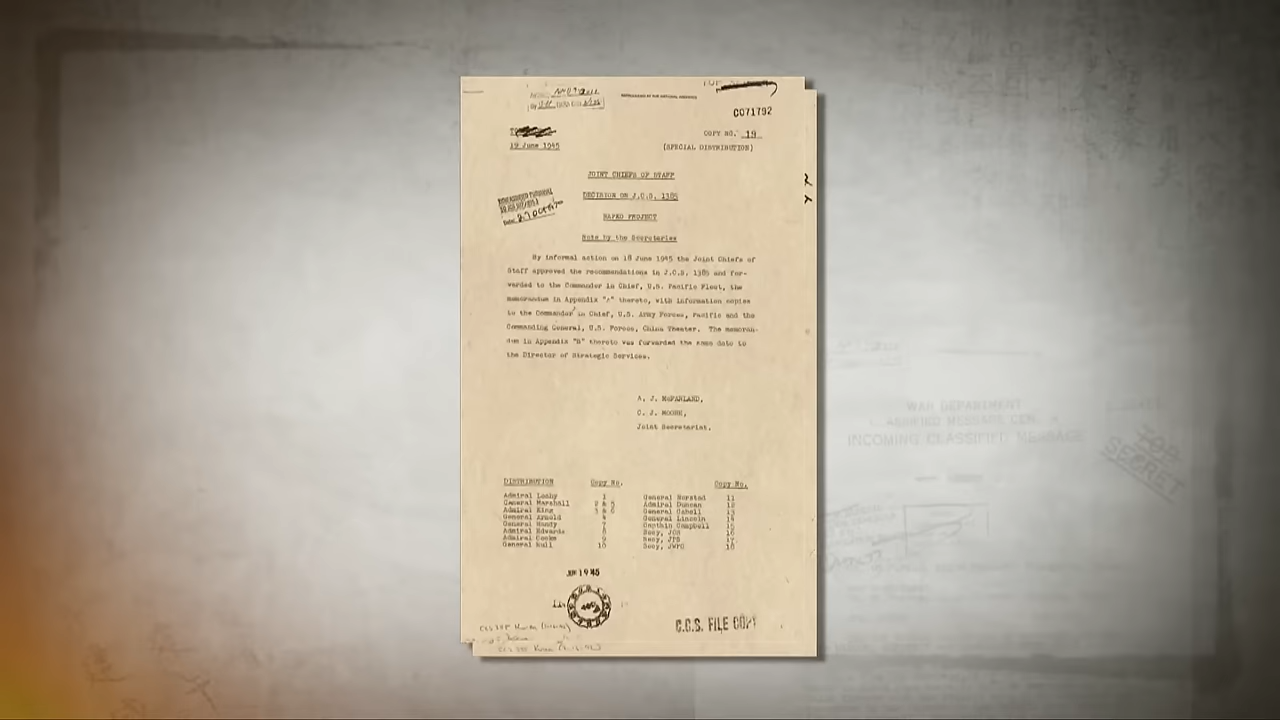 TOP
C071792
COPY NO. 19
19 June 1945
(SPECIAL DISTRIBUTION)
JOINT CHIEFS OF STAFF
DECISION ON J.C.S. 1385
NAPKO PROJECT
Note by the Secretaries
By informal action on 18 June 1945 the Joint Chiefs of
Staff approved the recommendations in J.C.S. 1385 and for-
warded to the Commander in Chief, U.S. Pacific Fleet, the
memorandum in Appendix "A" thereto, with information copies
to the Commander in Chief, U.S. Army Forces, Pacific and the
Commanding General, U.S. Forces, China Theater. The memoran-
dum in Appendix "B" thereto was forwarded the same date to
the Director of Strategic Services.
A. J. McFARLAND,
C. J. MOORE,
Joint Secretariat.
DISTRIBUTION Copy No. Copy No.
Admiral Leahy 1 General Norstad 11
General Marshall 2 & 5 Admiral Duncan 12
Admiral King 3 & 6 General Cabell 13
General Arnold 4 General Lincoln 14
General Handy 7 Captain Campbell 15
Admiral Edwards 8 Secy, JCS 16
Admiral Cooke 9 Secy, JPS 17
General Hull 10 Secy, JWPC 18
1945
C.C.S. FILE COPY
WAR DEPARTMENT
INCOMING CLASSIFIED MESSAGE
TOP
SECRET